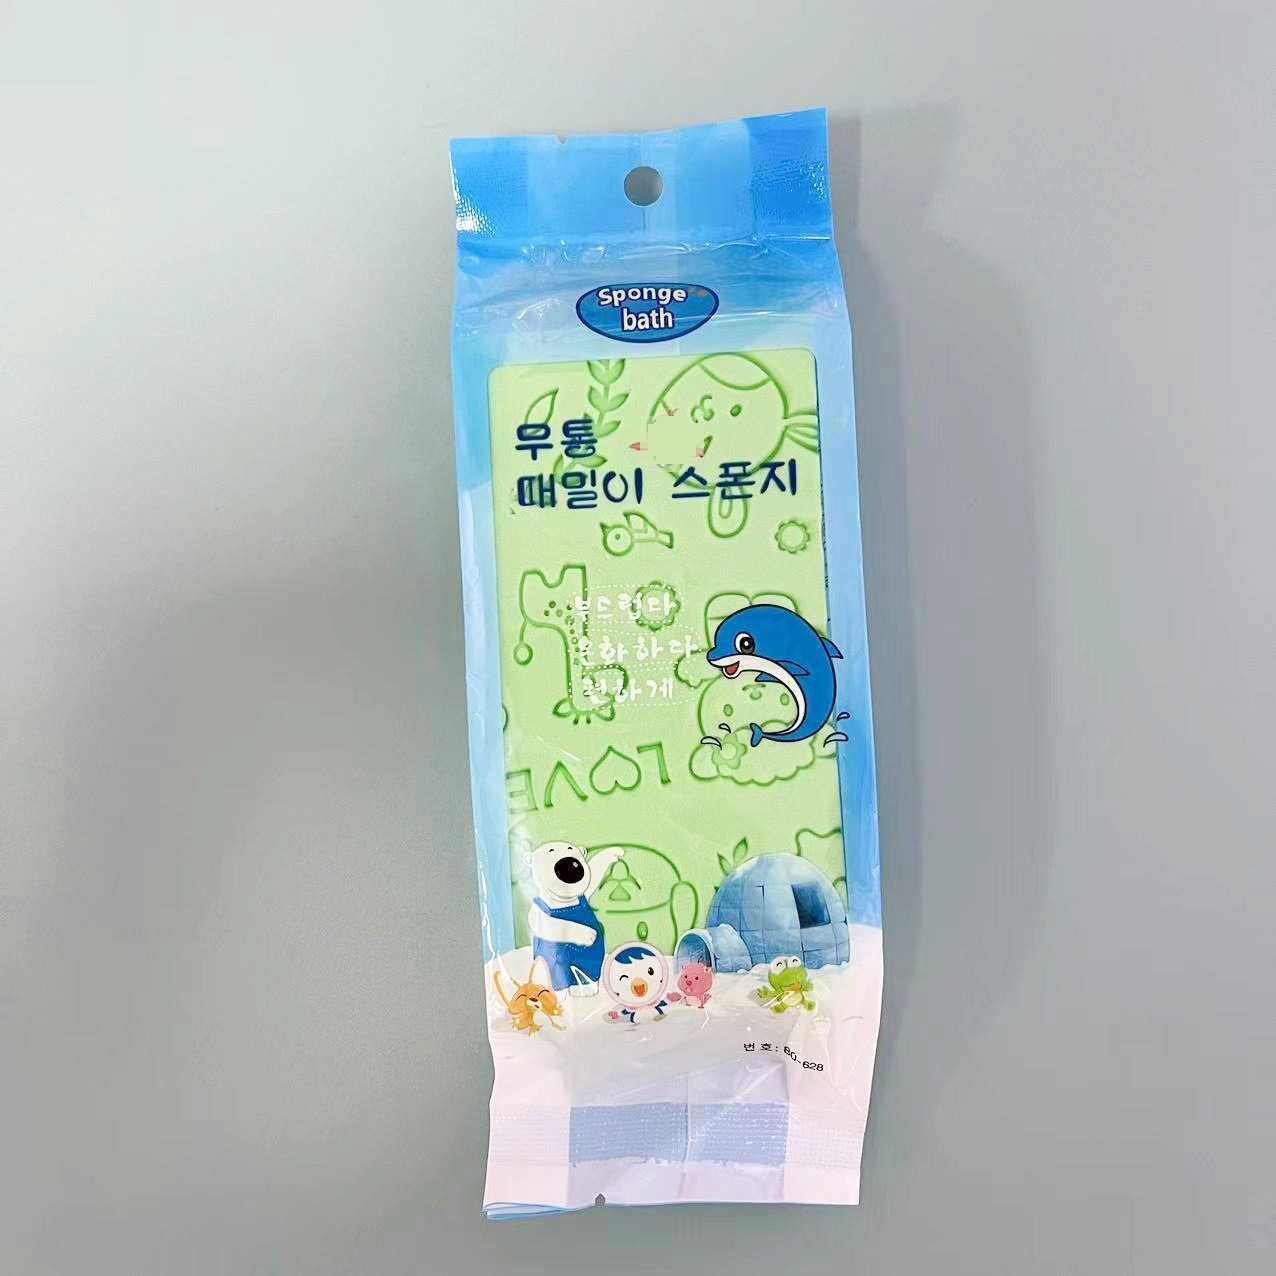 Sponge
bath
무통
때밀이 스폰지
부드럽다
온화하다
편하게
LOVE
번호: BQ-628